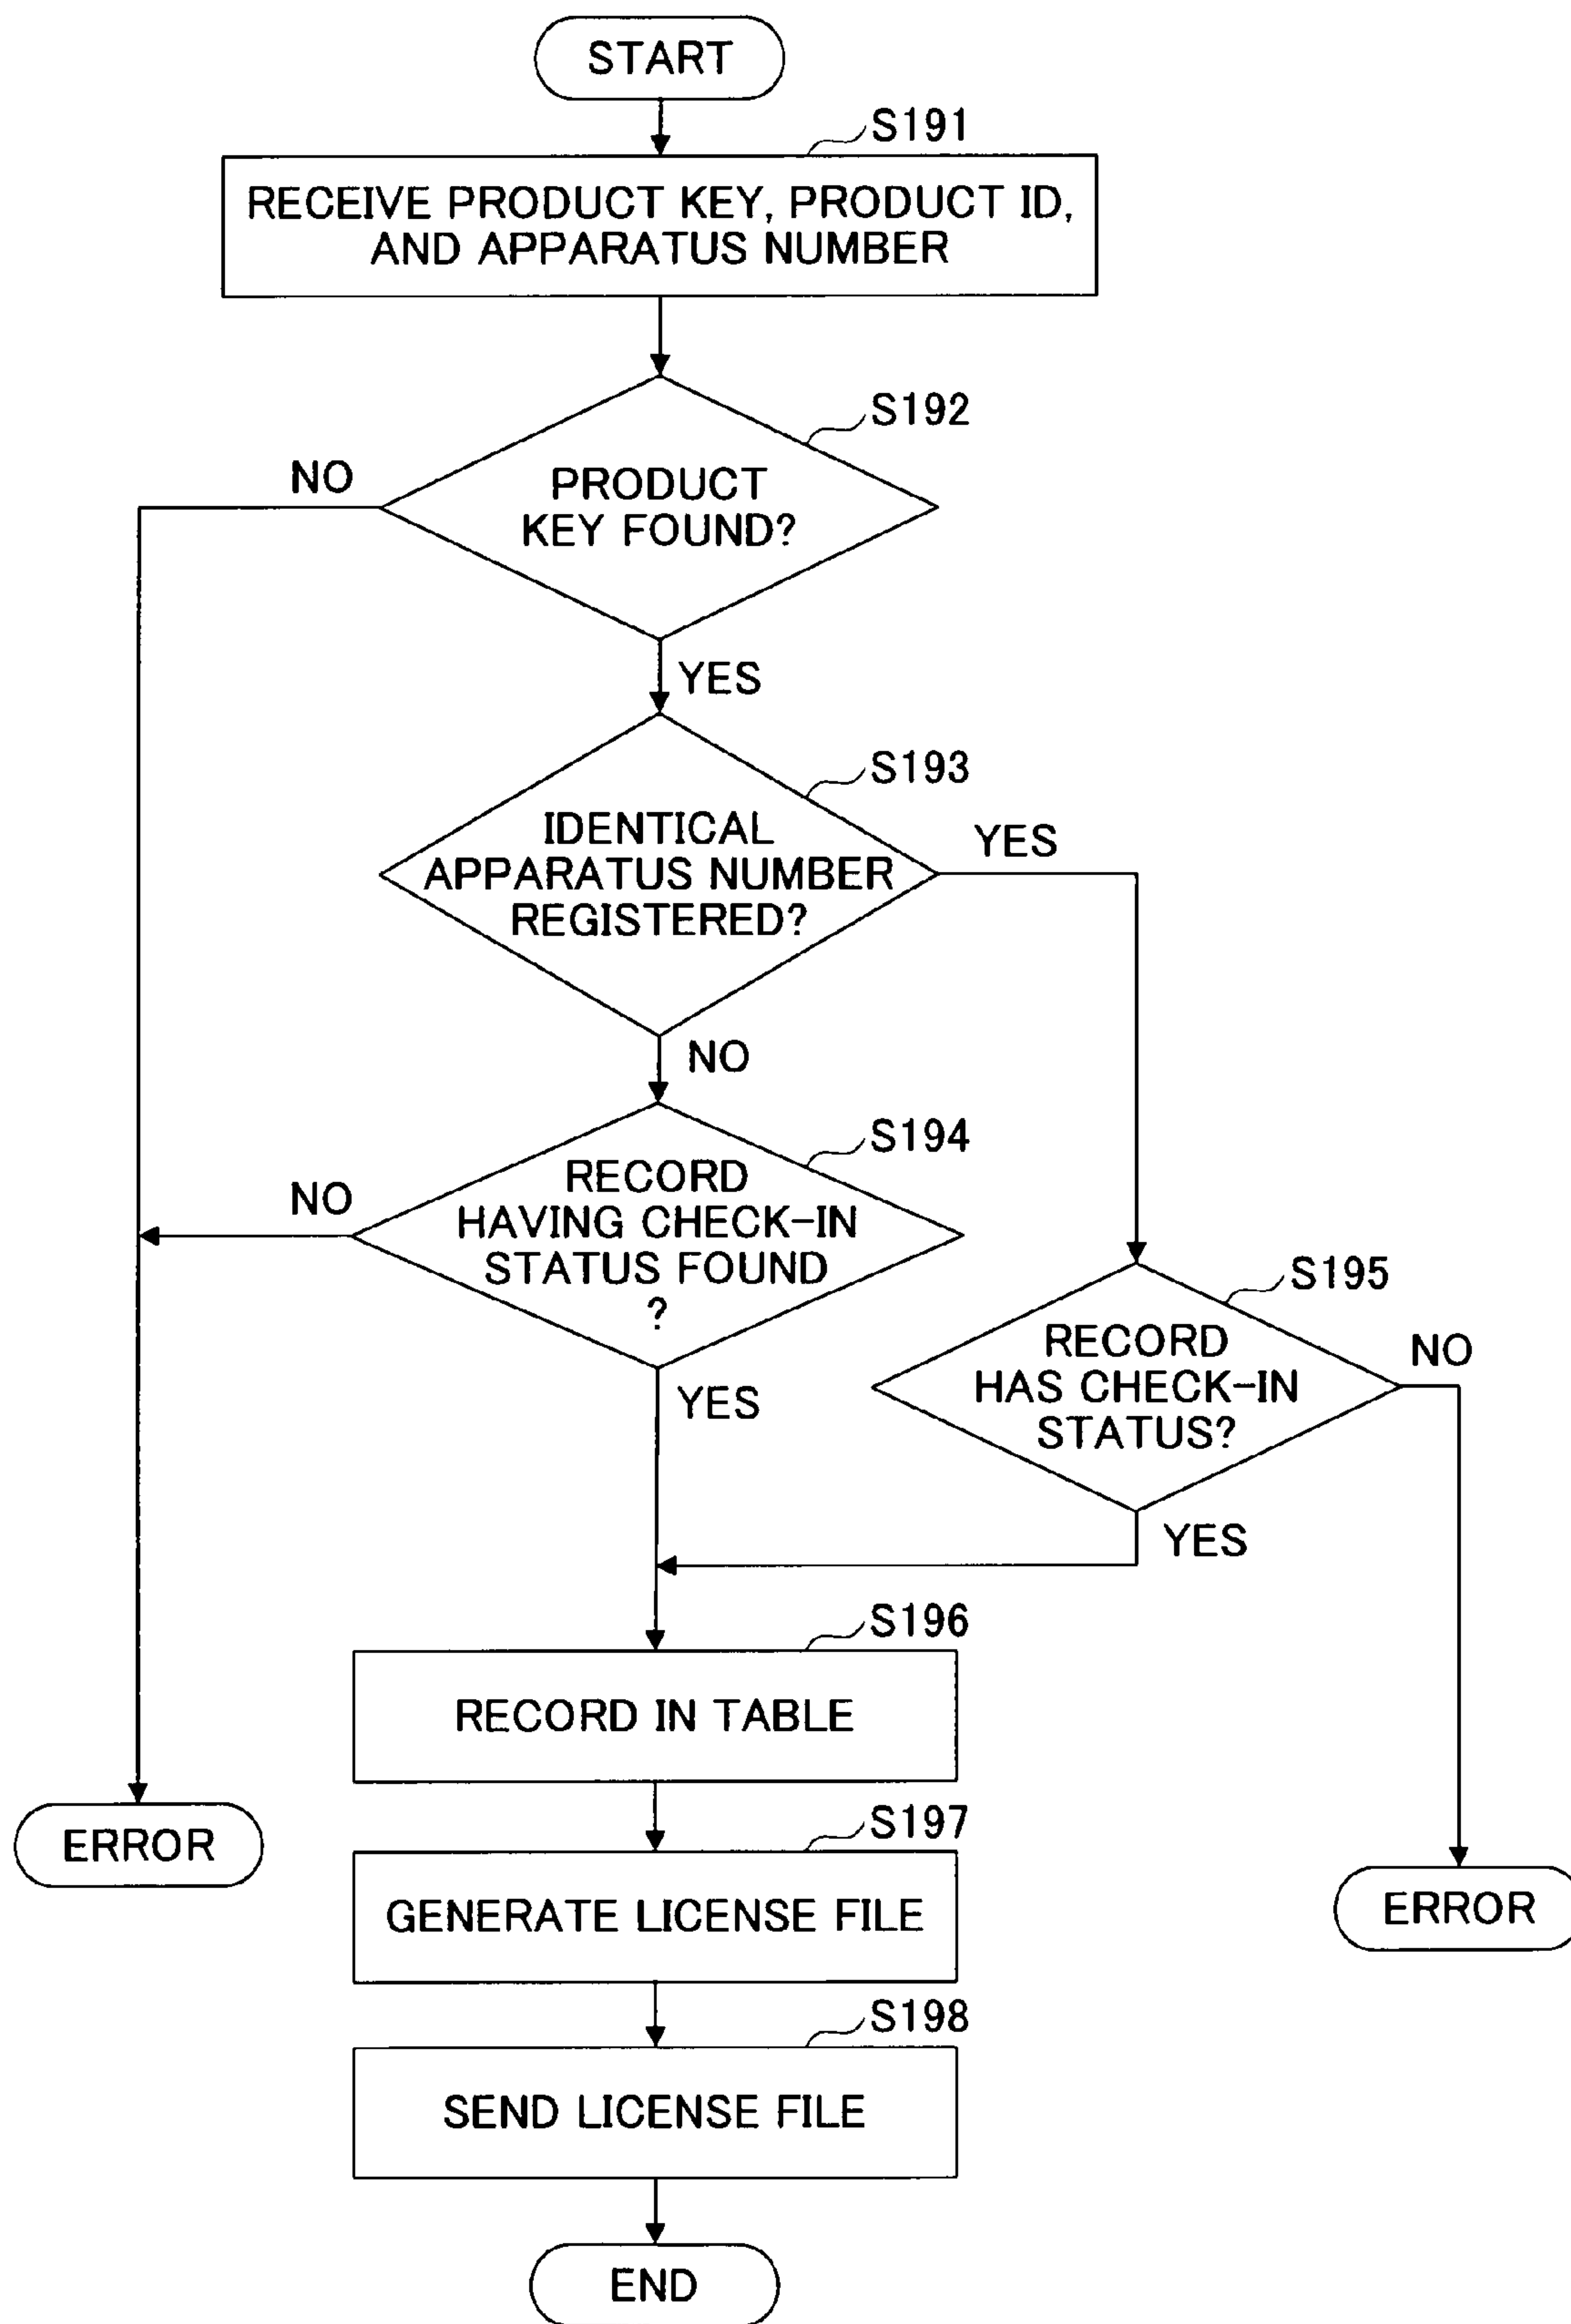 START
S191
RECEIVE PRODUCT KEY, PRODUCT ID,
AND APPARATUS NUMBER
S192
NO
PRODUCT
KEY FOUND?
YES
S193
IDENTICAL
APPARATUS NUMBER
REGISTERED?
YES
NO
S194
NO
RECORD
HAVING CHECK-IN
STATUS FOUND
?
YES
S195
RECORD
HAS CHECK-IN
STATUS?
NO
YES
S196
RECORD IN TABLE
ERROR
S197
GENERATE LICENSE FILE
ERROR
S198
SEND LICENSE FILE
END